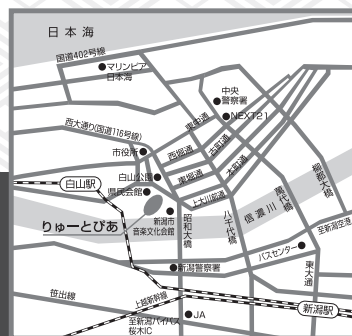 日本海
国道402号線
マリンピア
日本海
中央
警察署
NEXT21
西大通り(国道116号線)
東中通
市役所
西堀通
古町通
本町通
東堀通
白山公園
上大川前通
県民会館
白山駅
りゅーとぴあ
新潟市
音楽文化会館
昭和大橋
八千代橋
信濃川
萬代橋
柳都大橋
至新潟空港
バスセンター
東大通
新潟警察署
新潟駅
笹出線
上越新幹線
至新潟バイパス
桜木IC
JA